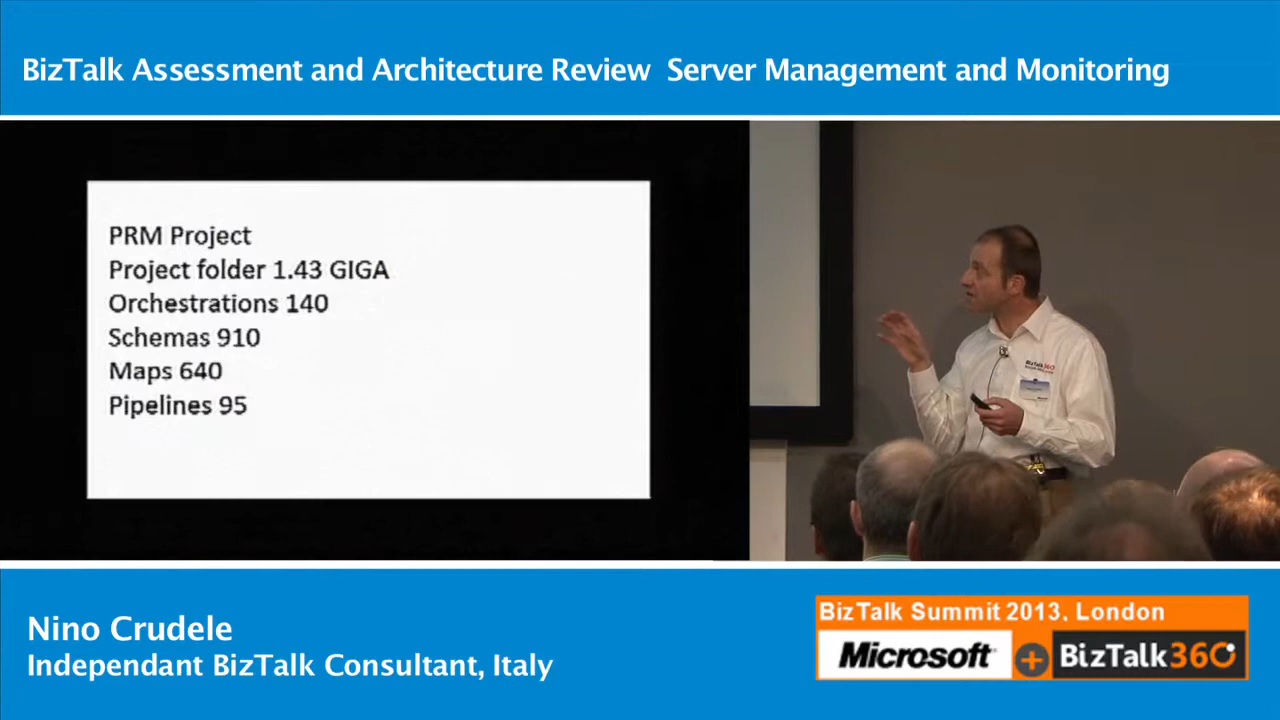 BizTalk Assessment and Architecture Review Server Management and Monitoring
PRM Project
Project folder 1.43 GIGA
Orchestrations 140
Schemas 910
Maps 640
Pipelines 95
BizTalk360
Nino Crudele
Independant BizTalk Consultant, Italy
BizTalk Summit 2013, London
Microsoft + BizTalk360